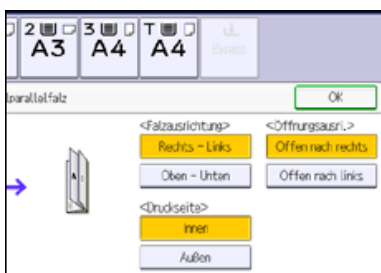 2 3 T
A3 A4 A4
lparallelfalz OK
<Falzausrichtung> <Öffnungsausri.>
Rechts - Links Offen nach rechts
Oben - Unten Offen nach links
<Druckseite>
Innen
Außen